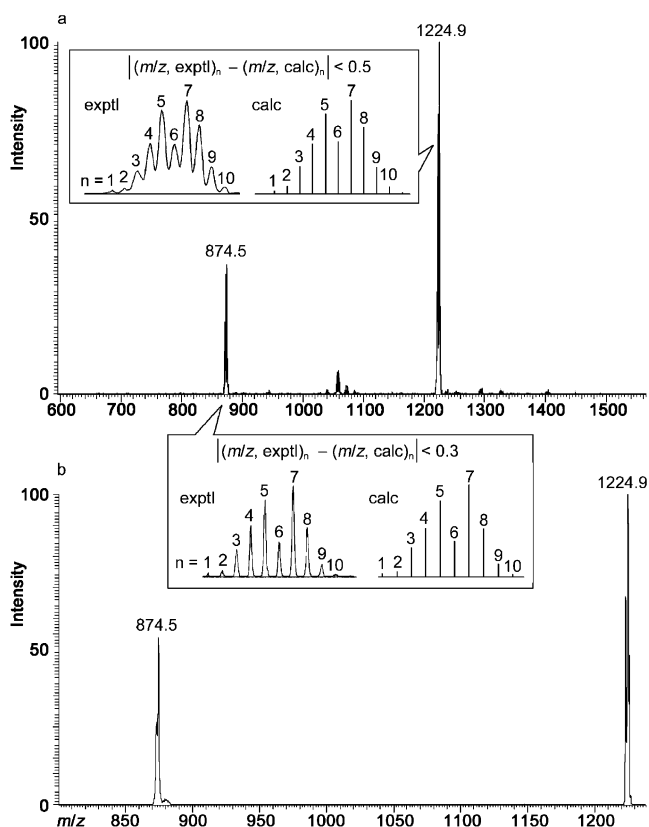 a
100
1224.9
|(m/z, exptl)n – (m/z, calc)n| < 0.5
exptl
calc
n = 1 2 3 4 5 6 7 8 9 10
1 2 3 4 5 6 7 8 9 10
Intensity
50
874.5
0
600 700 800 900 1000 1100 1200 1300 1400 1500
|(m/z, exptl)n – (m/z, calc)n| < 0.3
b
100
1224.9
exptl
calc
n = 1 2 3 4 5 6 7 8 9 10
1 2 3 4 5 6 7 8 9 10
Intensity
874.5
50
0
m/z 850 900 950 1000 1050 1100 1150 1200